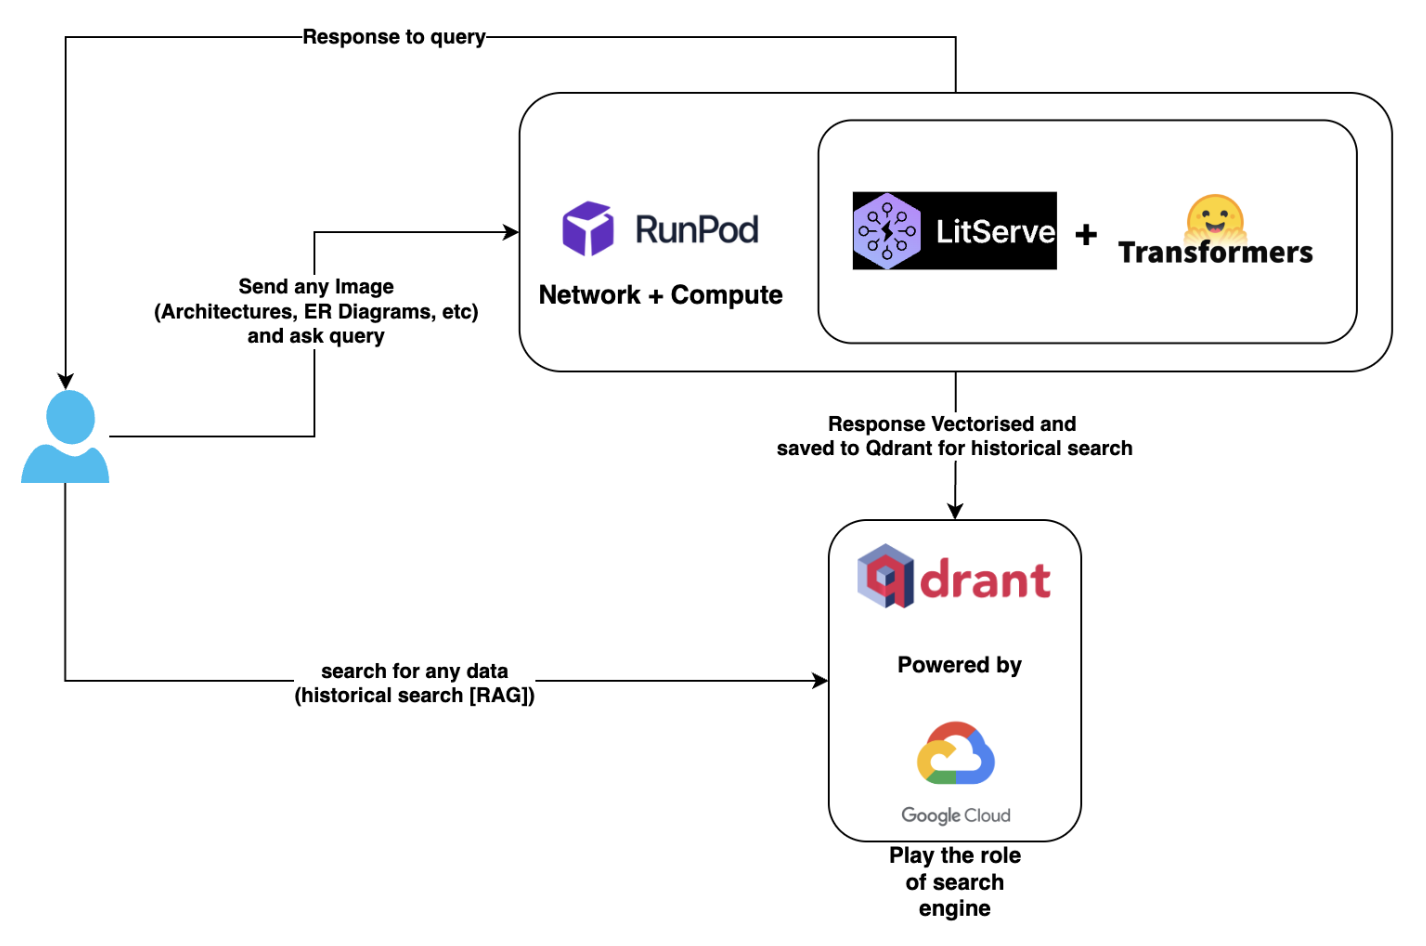 Response to query
RunPod
Network + Compute
LitServe
+
Transformers
Send any Image
(Architectures, ER Diagrams, etc)
and ask query
Response Vectorised and
saved to Qdrant for historical search
qdrant
Powered by
Google Cloud
Play the role
of search
engine
search for any data
(historical search [RAG])